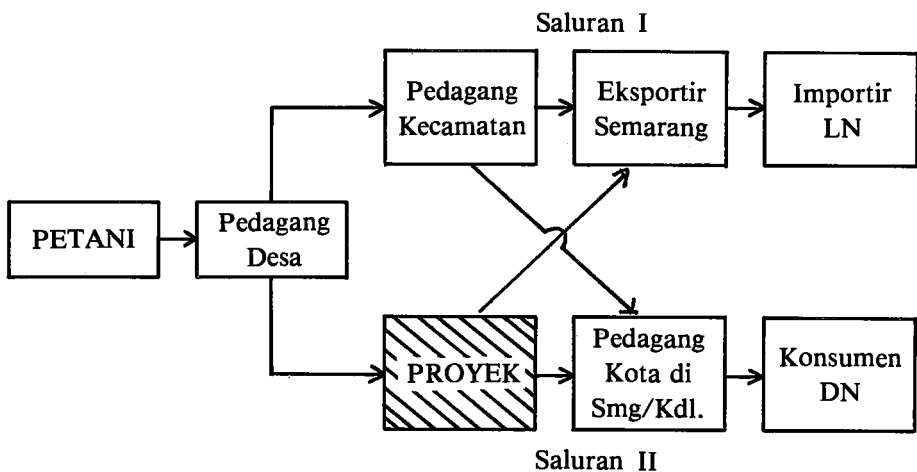 Saluran I
Pedagang
Kecamatan
Eksportir
Semarang
Importir
LN
PETANI
Pedagang
Desa
PROYEK
Pedagang
Kota di
Smg/Kdl.
Konsumen
DN
Saluran II